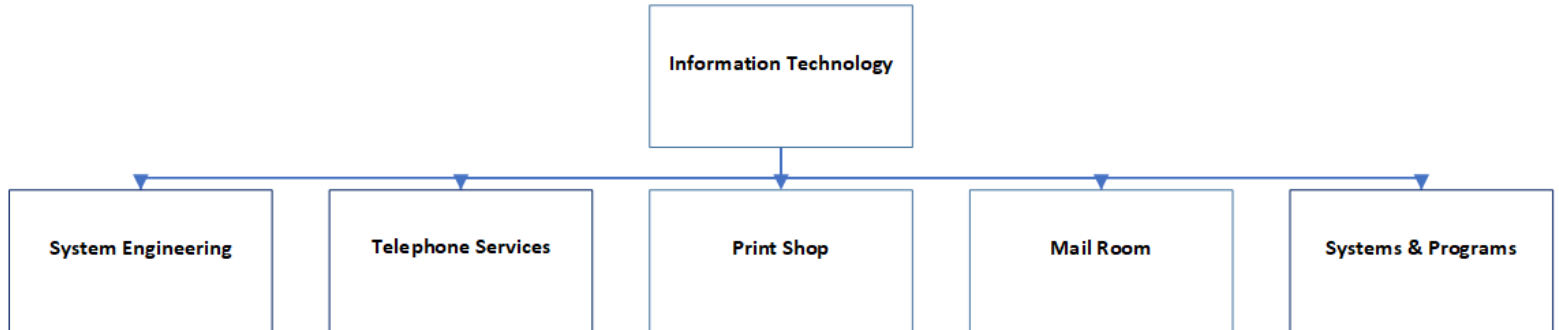 Information Technology
System Engineering
Telephone Services
Print Shop
Mail Room
Systems & Programs